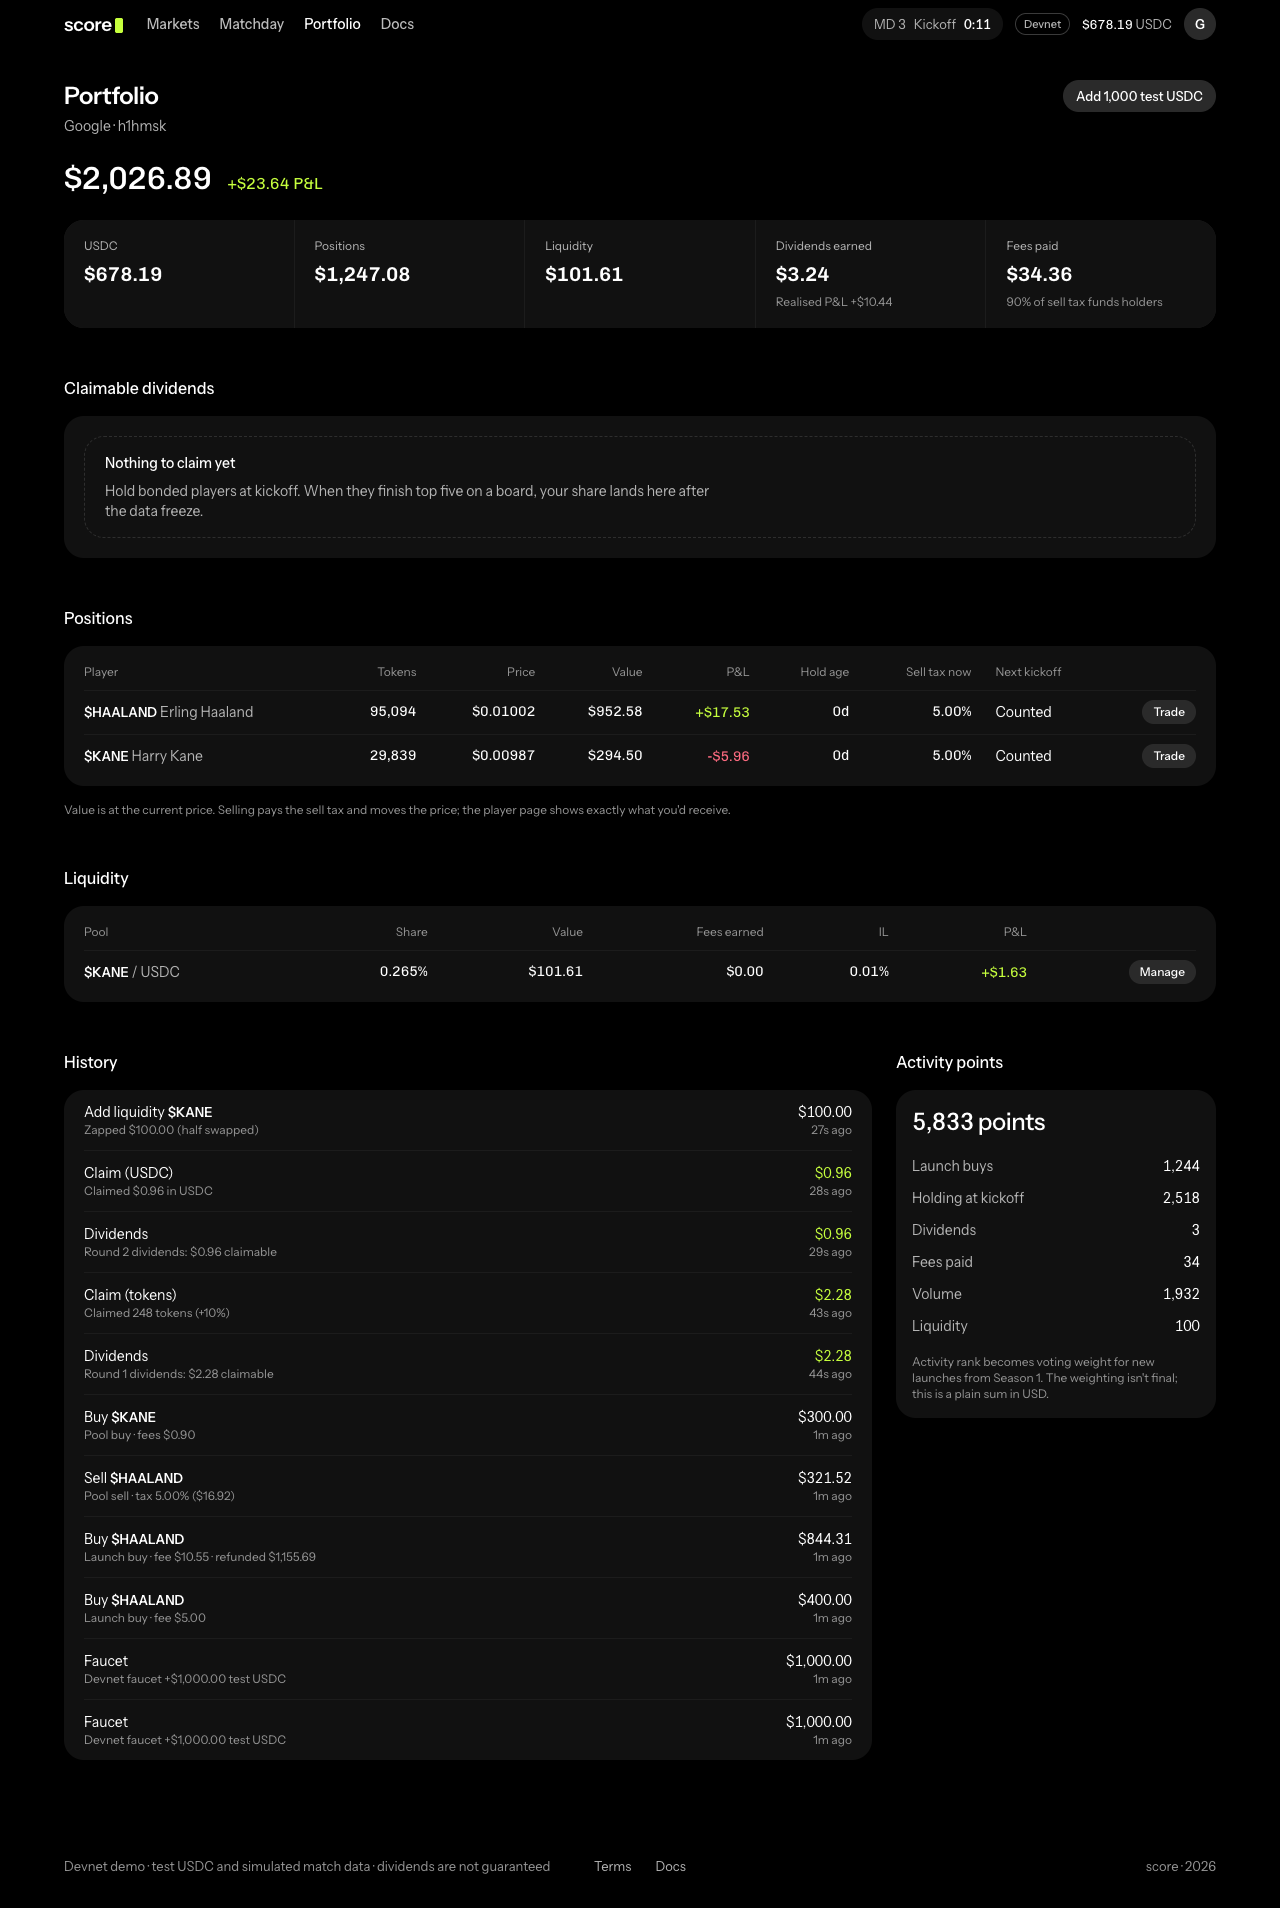 score
Markets Matchday Portfolio Docs
MD 3 Kickoff 0:11
Devnet
$678.19 USDC
G
Portfolio
Add 1,000 test USDC
Google · h1hmsk
$2,026.89 +$23.64 P&L
USDC Positions Liquidity Dividends earned Fees paid
$678.19 $1,247.08 $101.61 $3.24 $34.36
Realised P&L +$10.44 90% of sell tax funds holders
Claimable dividends
Nothing to claim yet
Hold bonded players at kickoff. When they finish top five on a board, your share lands here after
the data freeze.
Positions
Player Tokens Price Value P&L Hold age Sell tax now Next kickoff
$HAALAND Erling Haaland 95,094 $0.01002 $952.58 +$17.53 0d 5.00% Counted Trade
$KANE Harry Kane 29,839 $0.00987 $294.50 -$5.96 0d 5.00% Counted Trade
Value is at the current price. Selling pays the sell tax and moves the price; the player page shows exactly what you'd receive.
Liquidity
Pool Share Value Fees earned IL P&L
$KANE / USDC 0.265% $101.61 $0.00 0.01% +$1.63 Manage
History
Add liquidity $KANE $100.00
Zapped $100.00 (half swapped) 27s ago
Claim (USDC) $0.96
Claimed $0.96 in USDC 28s ago
Dividends $0.96
Round 2 dividends: $0.96 claimable 29s ago
Claim (tokens) $2.28
Claimed 248 tokens (+10%) 43s ago
Dividends $2.28
Round 1 dividends: $2.28 claimable 44s ago
Buy $KANE $300.00
Pool buy · fees $0.90 1m ago
Sell $HAALAND $321.52
Pool sell · tax 5.00% ($16.92) 1m ago
Buy $HAALAND $844.31
Launch buy · fee $10.55 · refunded $1,155.69 1m ago
Buy $HAALAND $400.00
Launch buy · fee $5.00 1m ago
Faucet $1,000.00
Devnet faucet +$1,000.00 test USDC 1m ago
Faucet $1,000.00
Devnet faucet +$1,000.00 test USDC 1m ago
Activity points
5,833 points
Launch buys 1,244
Holding at kickoff 2,518
Dividends 3
Fees paid 34
Volume 1,932
Liquidity 100
Activity rank becomes voting weight for new
launches from Season 1. The weighting isn't final;
this is a plain sum in USD.
Devnet demo · test USDC and simulated match data · dividends are not guaranteed Terms Docs score · 2026